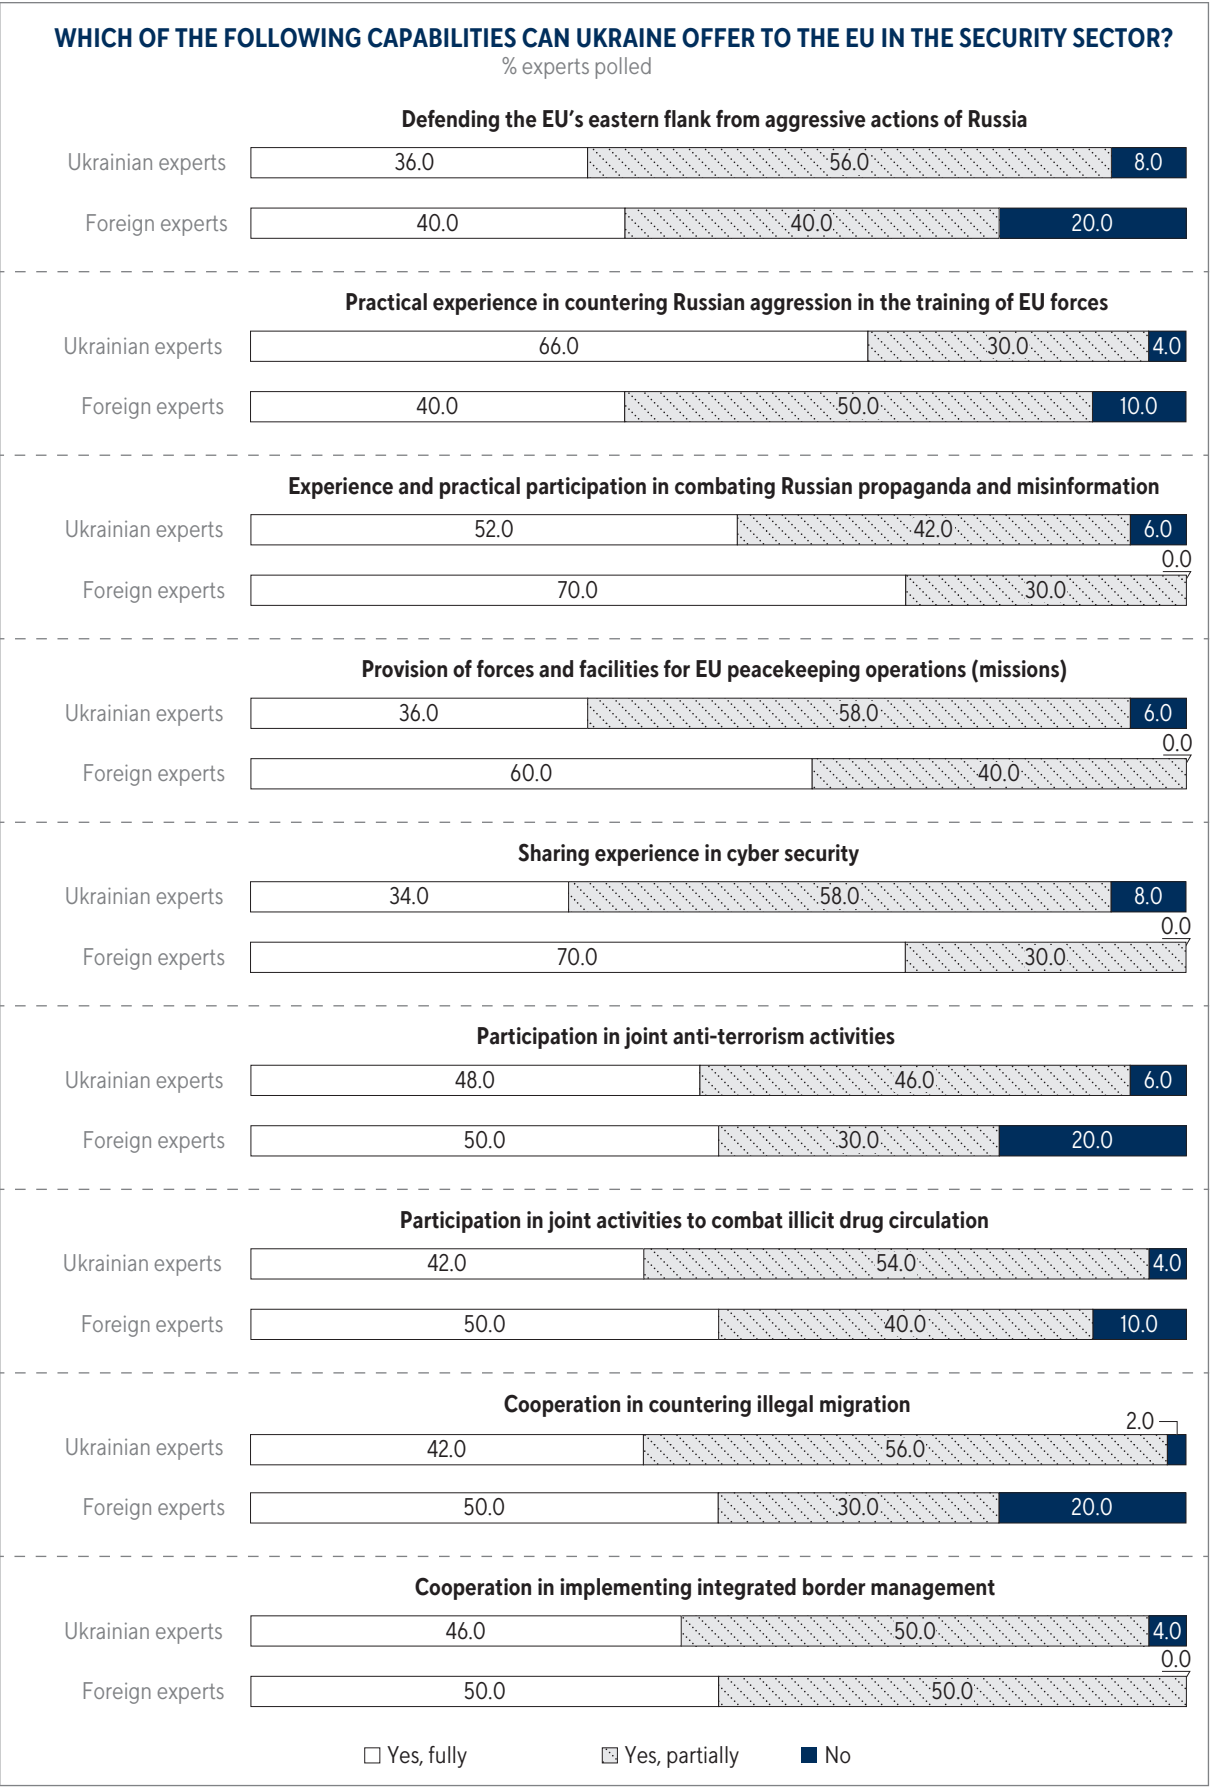 WHICH OF THE FOLLOWING CAPABILITIES CAN UKRAINE OFFER TO THE EU IN THE SECURITY SECTOR?
% experts polled
Defending the EU's eastern flank from aggressive actions of Russia
Ukrainian experts 36.0 56.0 8.0
Foreign experts 40.0 40.0 20.0
Practical experience in countering Russian aggression in the training of EU forces
Ukrainian experts 66.0 30.0 4.0
Foreign experts 40.0 50.0 10.0
Experience and practical participation in combating Russian propaganda and misinformation
Ukrainian experts 52.0 42.0 6.0
0.0
Foreign experts 70.0 30.0
Provision of forces and facilities for EU peacekeeping operations (missions)
Ukrainian experts 36.0 58.0 6.0
0.0
Foreign experts 60.0 40.0
Sharing experience in cyber security
Ukrainian experts 34.0 58.0 8.0
0.0
Foreign experts 70.0 30.0
Participation in joint anti-terrorism activities
Ukrainian experts 48.0 46.0 6.0
Foreign experts 50.0 30.0 20.0
Participation in joint activities to combat illicit drug circulation
Ukrainian experts 42.0 54.0 4.0
Foreign experts 50.0 40.0 10.0
Cooperation in countering illegal migration
2.0
Ukrainian experts 42.0 56.0
Foreign experts 50.0 30.0 20.0
Cooperation in implementing integrated border management
Ukrainian experts 46.0 50.0 4.0
0.0
Foreign experts 50.0 50.0
Yes, fully Yes, partially No